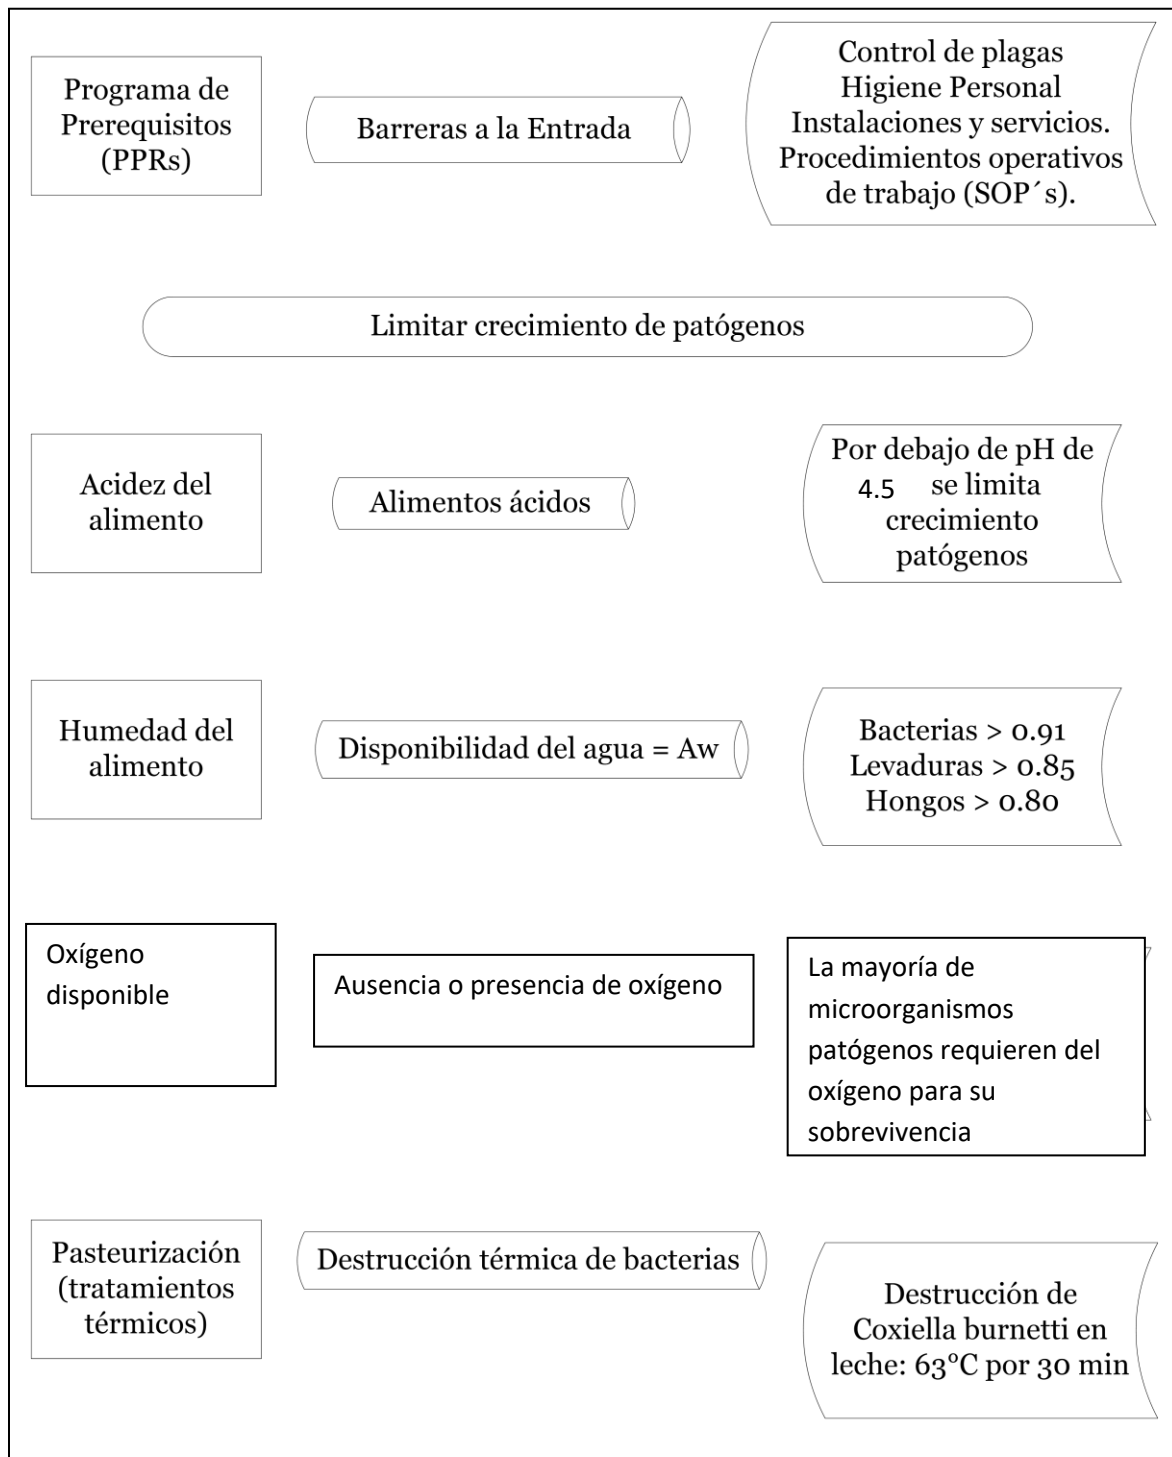 Programa de
Prerequisitos
(PPRs)
Barreras a la Entrada
Control de plagas
Higiene Personal
Instalaciones y servicios.
Procedimientos operativos
de trabajo (SOP´s).
Limitar crecimiento de patógenos
Acidez del
alimento
Alimentos ácidos
Por debajo de pH de
4.5 se limita
crecimiento
patógenos
Humedad del
alimento
Disponibilidad del agua = Aw
Bacterias > 0.91
Levaduras > 0.85
Hongos > 0.80
Oxígeno
disponible
Ausencia o presencia de oxígeno
La mayoría de
microorganismos
patógenos requieren del
oxígeno para su
sobrevivencia
Pasteurización
(tratamientos
térmicos)
Destrucción térmica de bacterias
Destrucción de
Coxiella burnetti en
leche: 63°C por 30 min